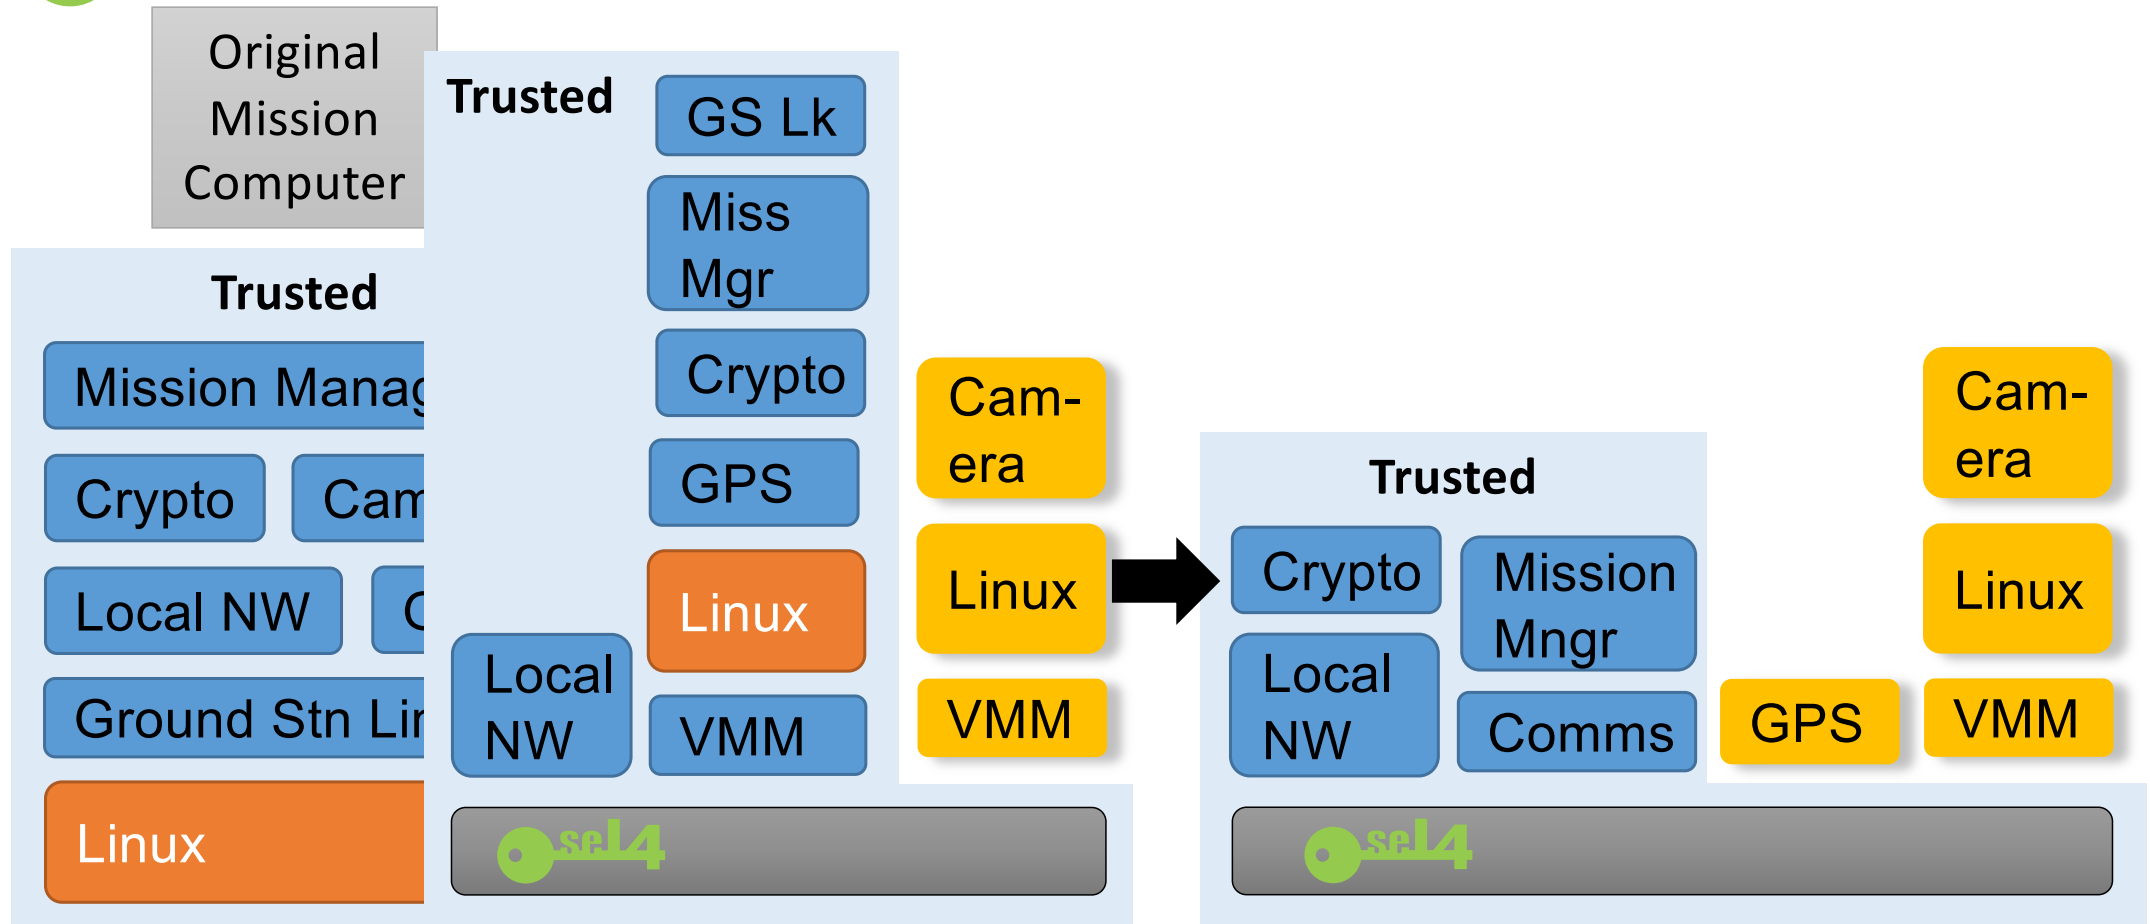 Original
Mission
Computer
Trusted
Mission Manag
Crypto
Cam
Local NW
Ground Stn Lin
Linux
Trusted
GS Lk
Miss
Mgr
Crypto
GPS
Linux
Local
NW
VMM
Cam-
era
Linux
VMM
seL4
Trusted
Crypto
Mission
Mngr
Local
NW
Comms
GPS
Cam-
era
Linux
VMM
seL4